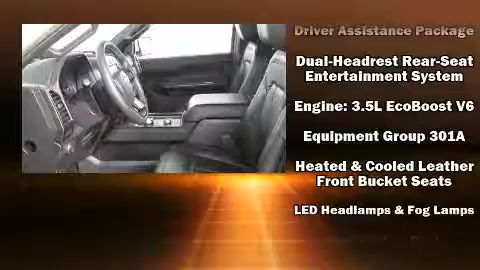 Driver Assistance Package
Dual-Headrest Rear-Seat
Entertainment System
Engine: 3.5L EcoBoost V6
Equipment Group 301A
Heated & Cooled Leather
Front Bucket Seats
LED Headlamps & Fog Lamps